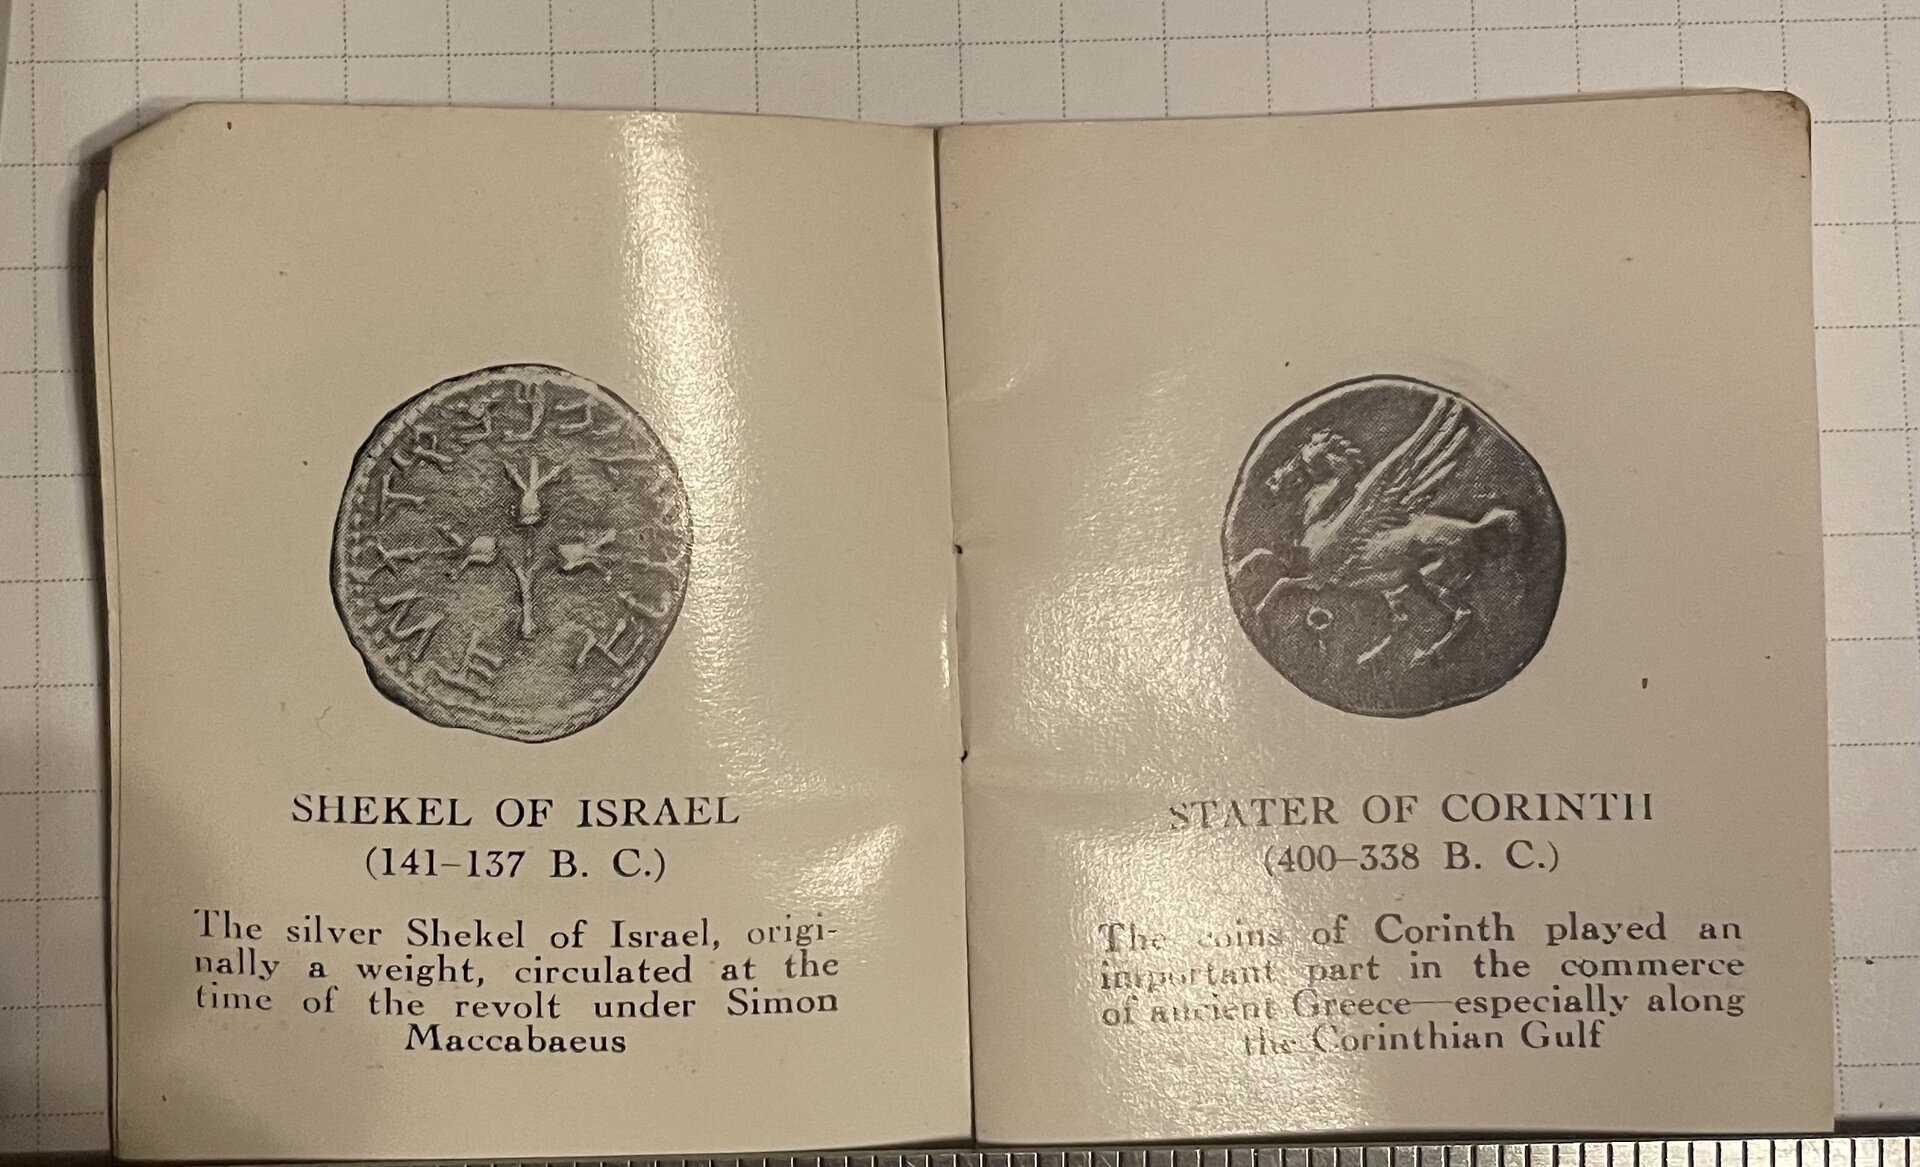 SHEKEL OF ISRAEL
(141–137 B. C.)
The silver Shekel of Israel, origi-
nally a weight, circulated at the
time of the revolt under Simon
Maccabaeus
STATER OF CORINTH
(400–338 B. C.)
The coins of Corinth played an
important part in the commerce
of ancient Greece—especially along
the Corinthian Gulf